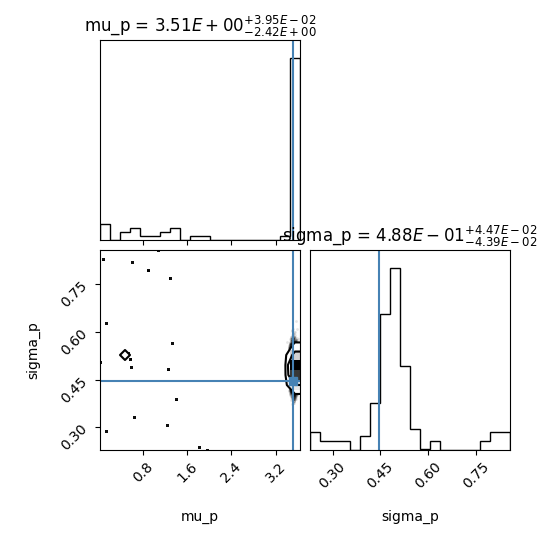 mu_p = 3.51E+00+3.95E−02−2.42E+00
sigma_p = 4.88E−01+4.47E−02−4.39E−02
0.75
0.60
0.45
0.30
sigma_p
0.8 1.6 2.4 3.2
0.30 0.45 0.60 0.75
mu_p
sigma_p